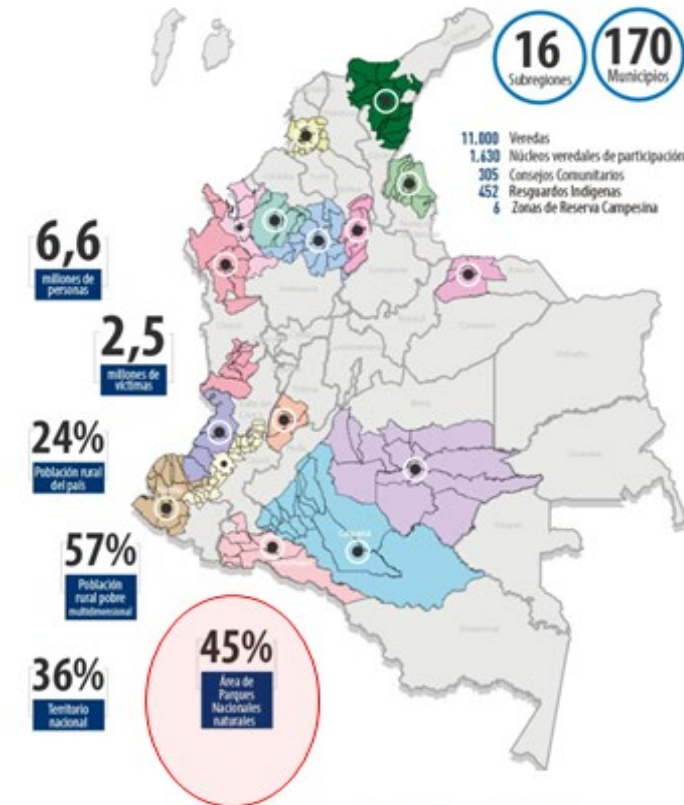 16
Subregiones
170
Municipios
11.000 Veredas
1.630 Núcleos veredales de participación
305 Consejos Comunitarios
452 Resguardos Indígenas
6 Zonas de Reserva Campesina
6,6
millones de
personas
2,5
millones de
víctimas
24%
Población rural
del país
57%
Población
rural pobre
multidimensional
45%
Área de
Parques
Nacionales
naturales
36%
Territorio
nacional